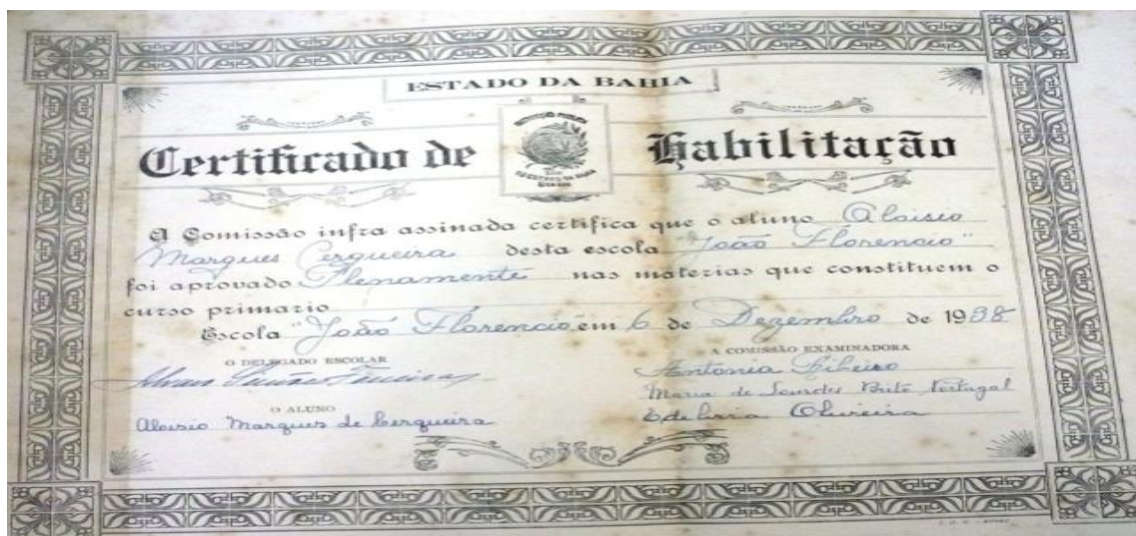 ESTADO DA BAHIA
Certificado de Habilitação
A Comissão infra assinada certifica que o aluno Aloisio
Marques Cerqueira desta escola "João Florencio"
foi aprovado Plenamente nas materias que constituem o
curso primario
Escola "João Florencio" em 6 de Dezembro de 1938
O DELEGADO ESCOLAR
A COMISSÃO EXAMINADORA
Antonia Ribeiro
Maria de Lourdes Brito Portugal
O ALUNO
Oliveira
Aloisio Marques de Cerqueira